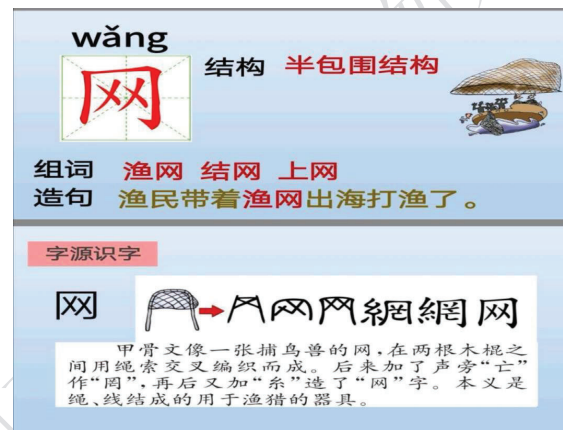 wǎng
网
结构 半包围结构
组词 渔网 结网 上网
造句 渔民带着渔网出海打渔了。
字源识字
网
网 網 網 网
甲骨文像一张捕鸟兽的网,在两根木棍之
间用绳索交叉编织而成。后来加了声旁“亡”
作“罔”,再后又加“糸”造了“网”字。本义是
绳、线结成的用于渔猎的器具。